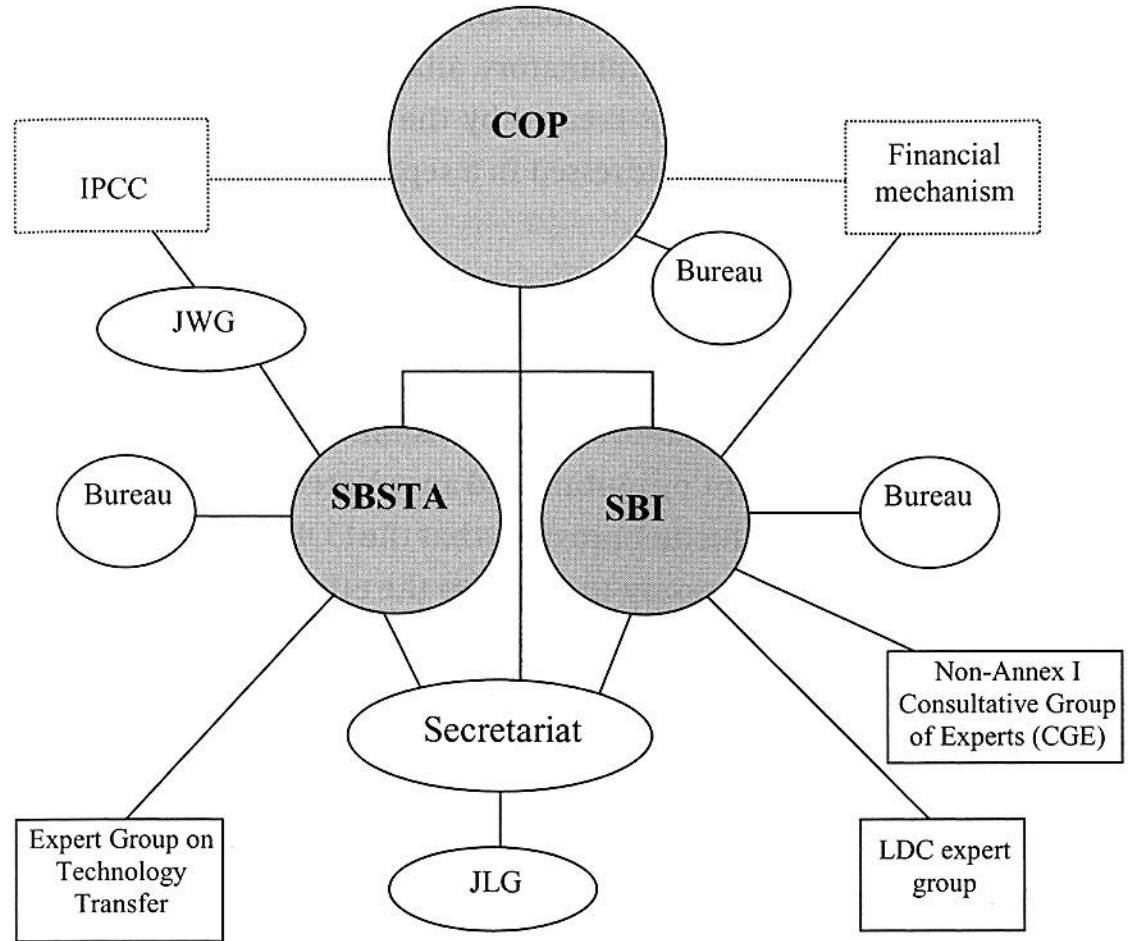 COP
IPCC
Financial
mechanism
Bureau
JWG
Bureau
SBSTA
SBI
Bureau
Secretariat
Non-Annex I
Consultative Group
of Experts (CGE)
Expert Group on
Technology
Transfer
JLG
LDC expert
group